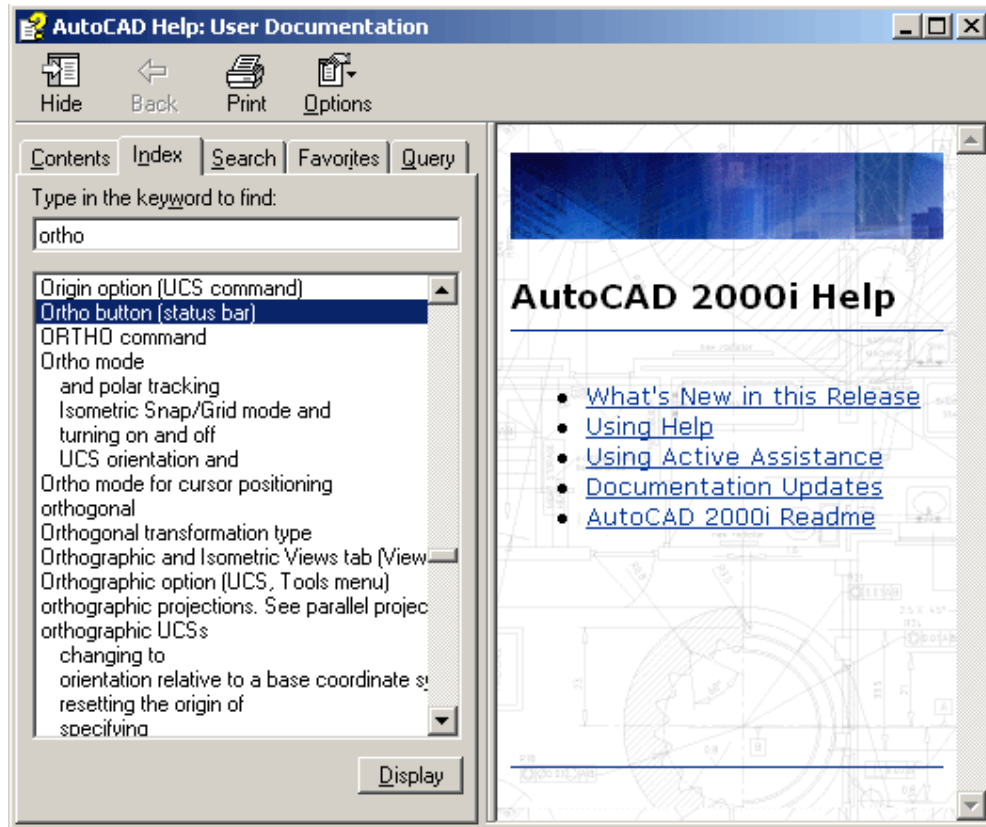 AutoCAD Help: User Documentation
Hide Back Print Options
Contents Index Search Favorites Query
Type in the keyword to find:
ortho
Origin option (UCS command)
Ortho button (status bar)
ORTHO command
Ortho mode
and polar tracking
Isometric Snap/Grid mode and
turning on and off
UCS orientation and
Ortho mode for cursor positioning
orthogonal
Orthogonal transformation type
Orthographic and Isometric Views tab (View
Orthographic option (UCS, Tools menu)
orthographic projections. See parallel projec
orthographic UCSs
changing to
orientation relative to a base coordinate sy
resetting the origin of
specifying
Display
AutoCAD 2000i Help
What's New in this Release
Using Help
Using Active Assistance
Documentation Updates
AutoCAD 2000i Readme